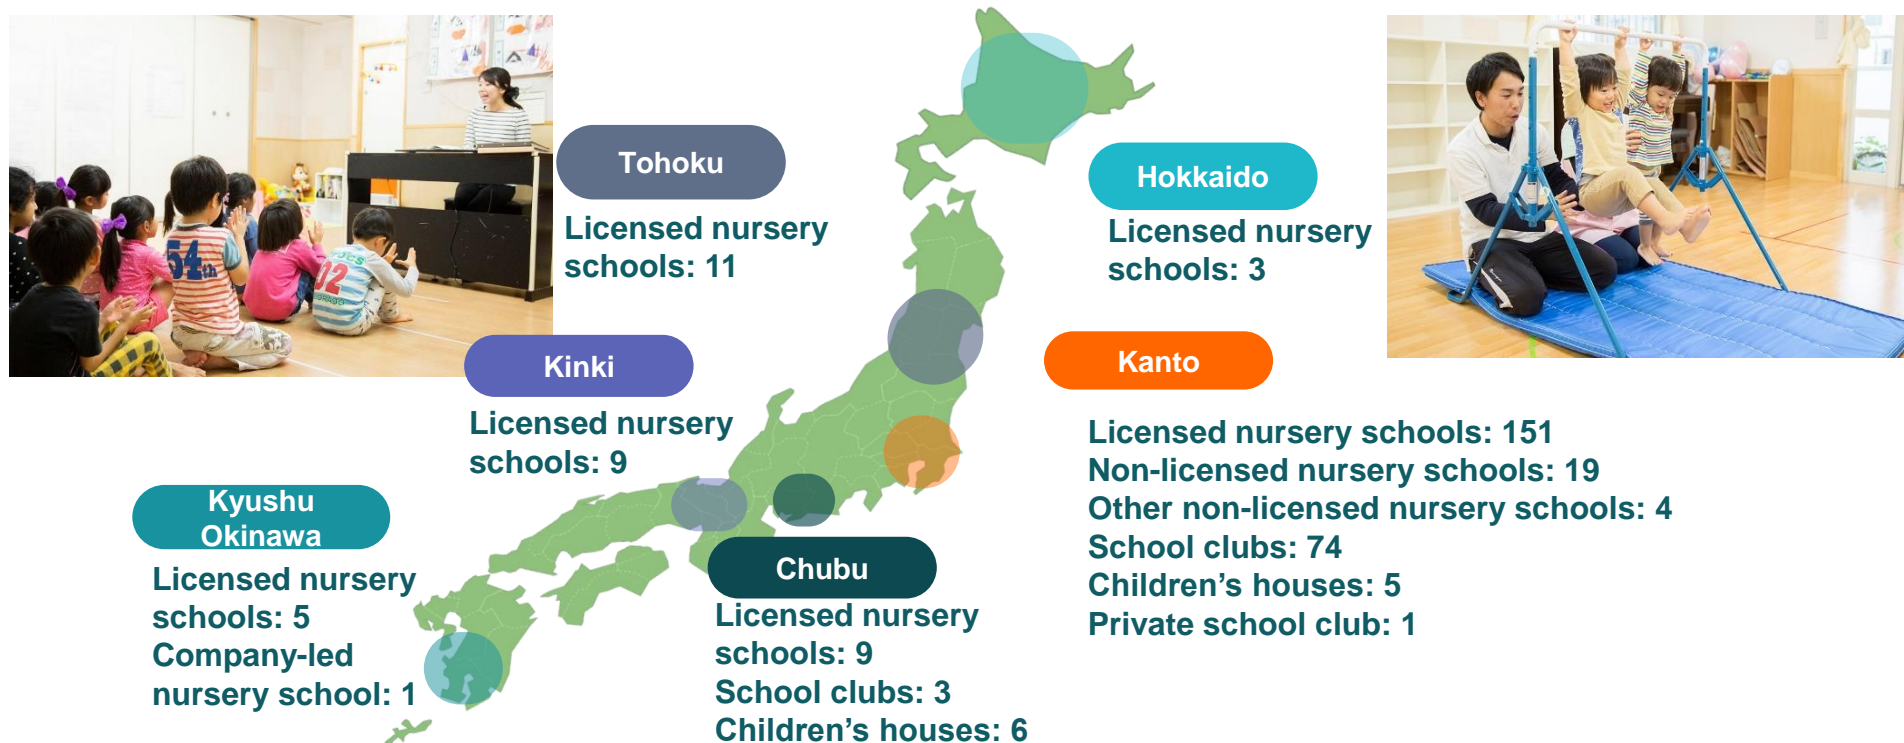 Tohoku
Licensed nursery
schools: 11
Hokkaido
Licensed nursery
schools: 3
Kinki
Licensed nursery
schools: 9
Kanto
Licensed nursery schools: 151
Non-licensed nursery schools: 19
Other non-licensed nursery schools: 4
School clubs: 74
Children’s houses: 5
Private school club: 1
Kyushu
Okinawa
Licensed nursery
schools: 5
Company-led
nursery school: 1
Chubu
Licensed nursery
schools: 9
School clubs: 3
Children’s houses: 6
54th
02